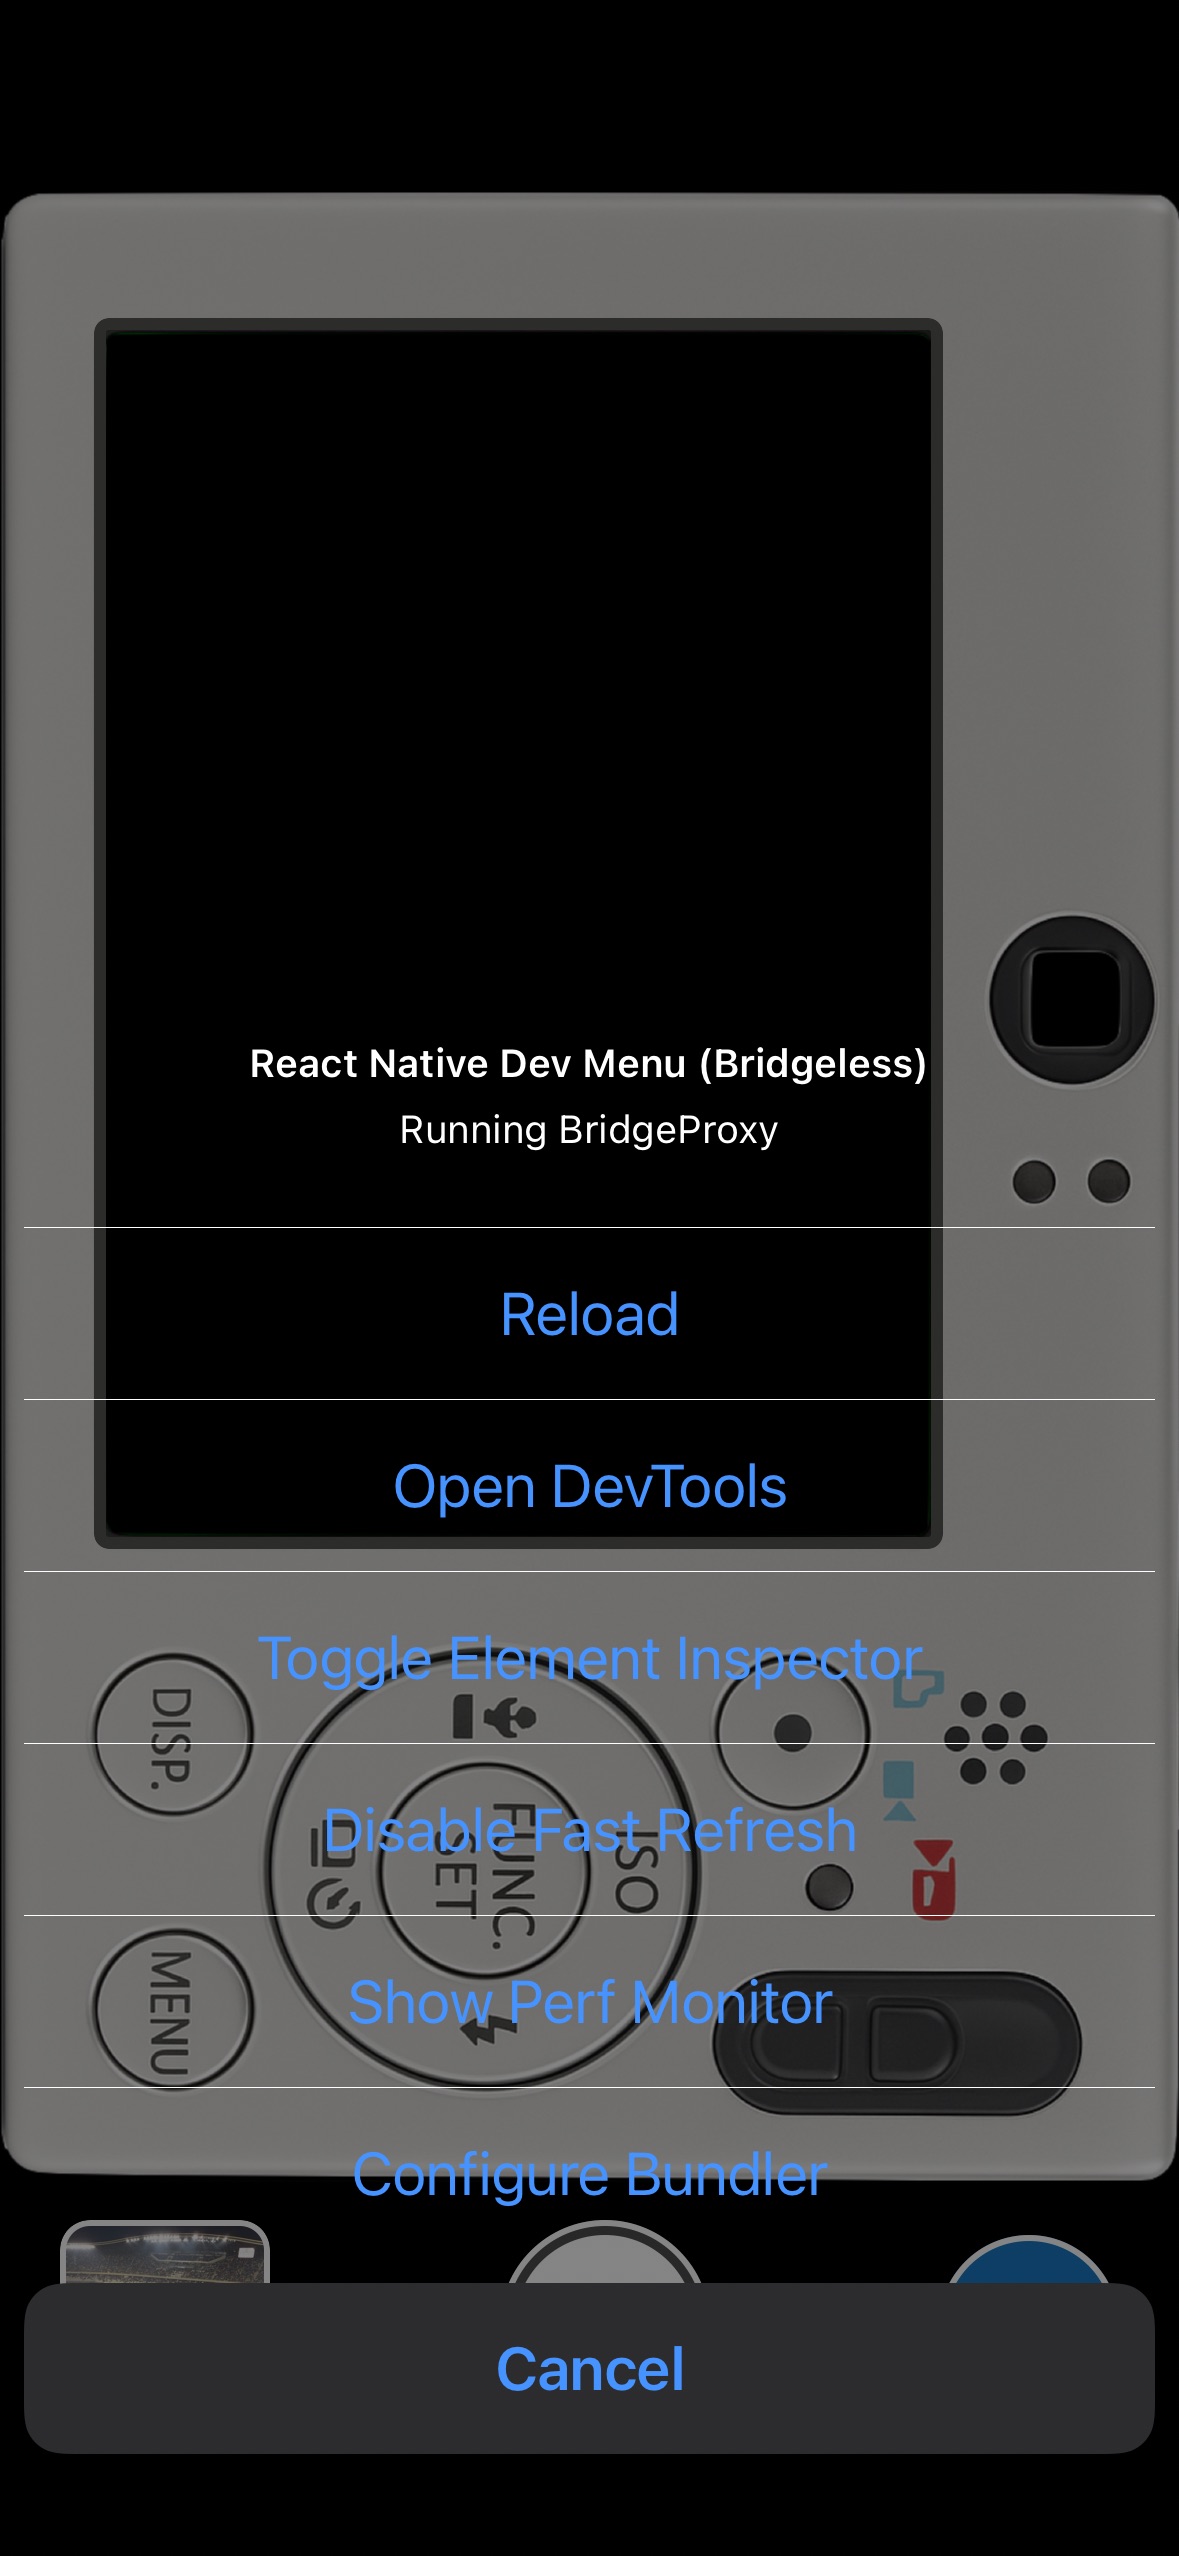 React Native Dev Menu (Bridgeless)
Running BridgeProxy
Reload
Open DevTools
Toggle Element Inspector
DISP.
Disable Fast Refresh
FUNC.
SET
ISO
MENU
Show Perf Monitor
Configure Bundler
Cancel